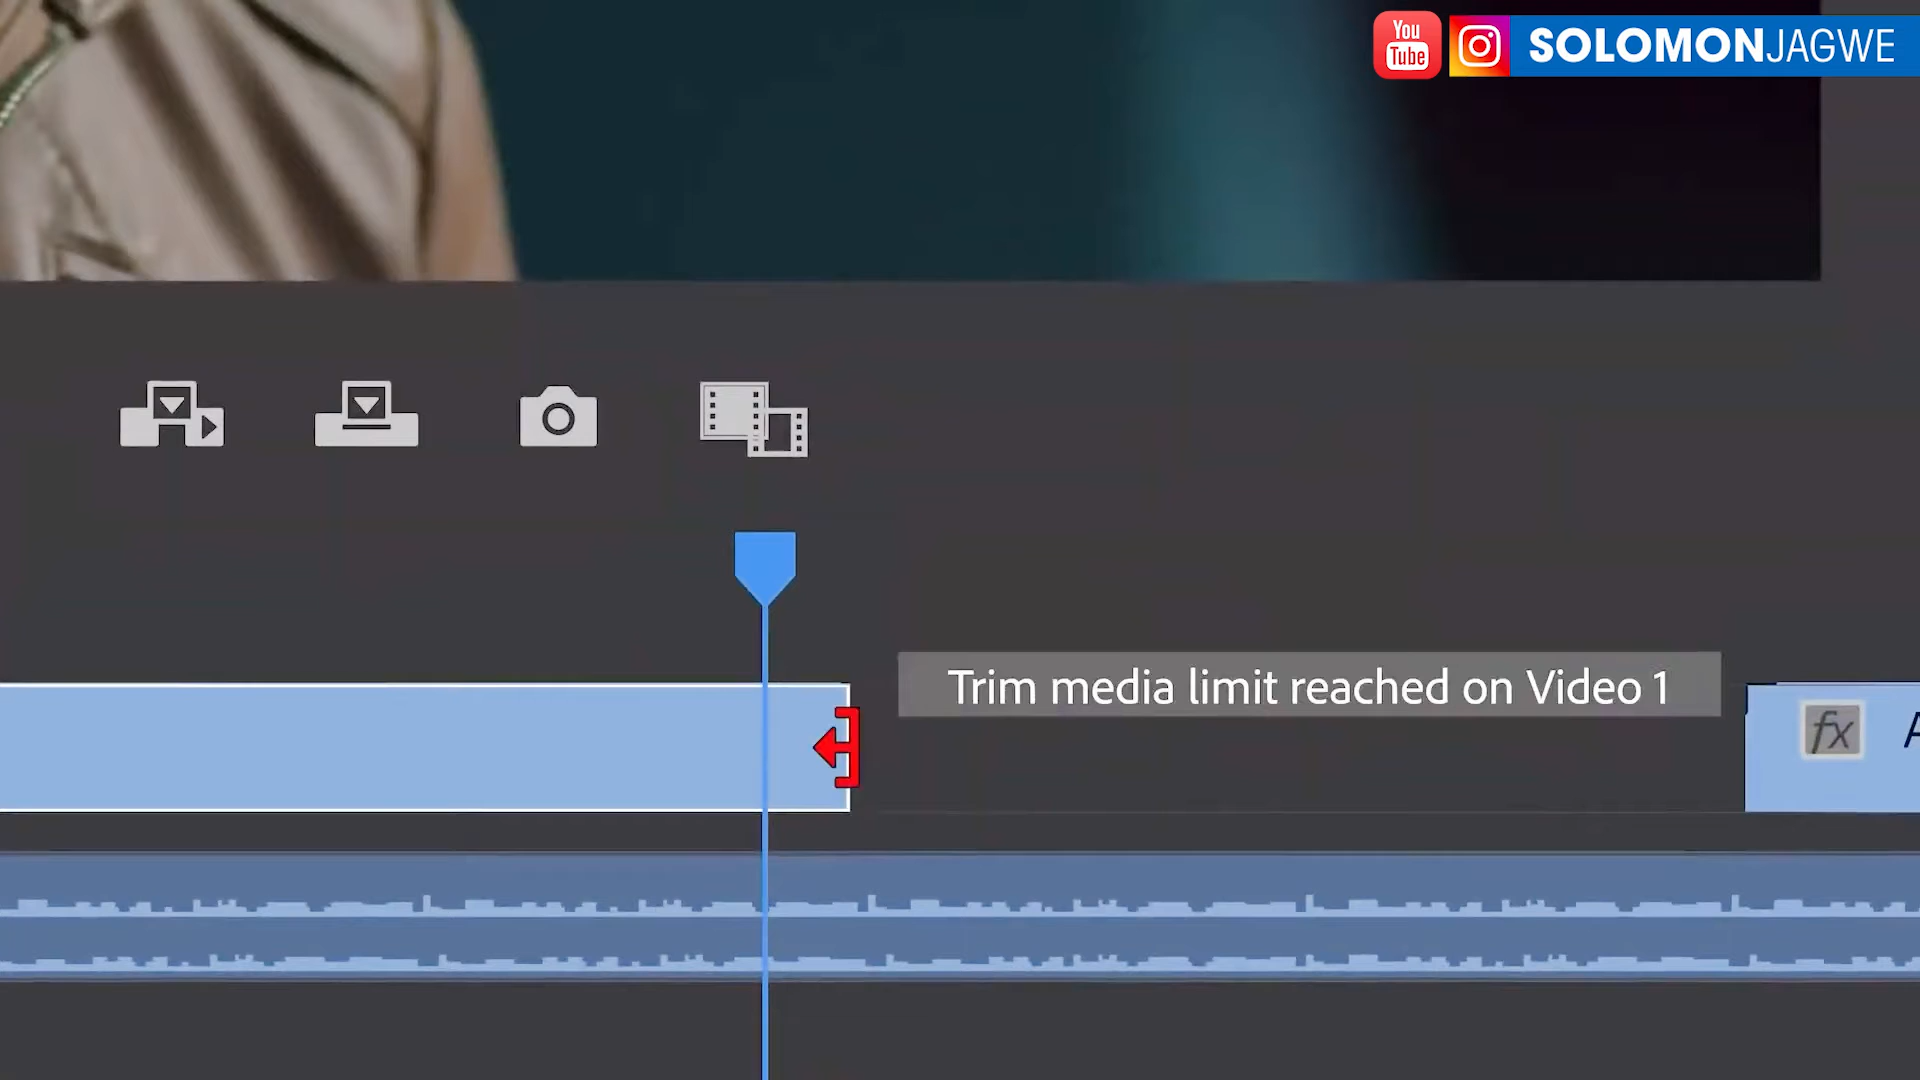 You
Tube
SOLOMONJAGWE
Trim media limit reached on Video 1
fx
A